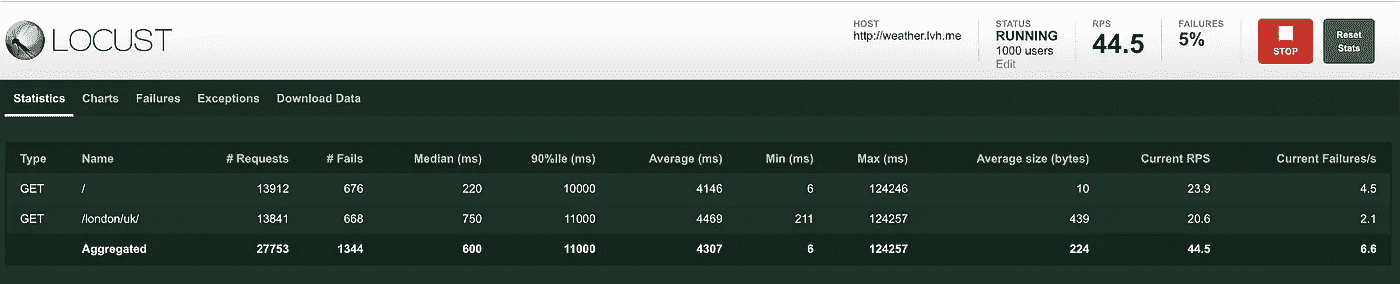 LOCUST
HOST
http://weather.lvh.me
STATUS
RUNNING
1000 users
Edit
RPS
44.5
FAILURES
5%
STOP
Reset
Stats
Statistics Charts Failures Exceptions Download Data
Type Name # Requests # Fails Median (ms) 90%ile (ms) Average (ms) Min (ms) Max (ms) Average size (bytes) Current RPS Current Failures/s
GET / 13912 676 220 10000 4146 6 124246 10 23.9 4.5
GET /london/uk/ 13841 668 750 11000 4469 211 124257 439 20.6 2.1
Aggregated 27753 1344 600 11000 4307 6 124257 224 44.5 6.6